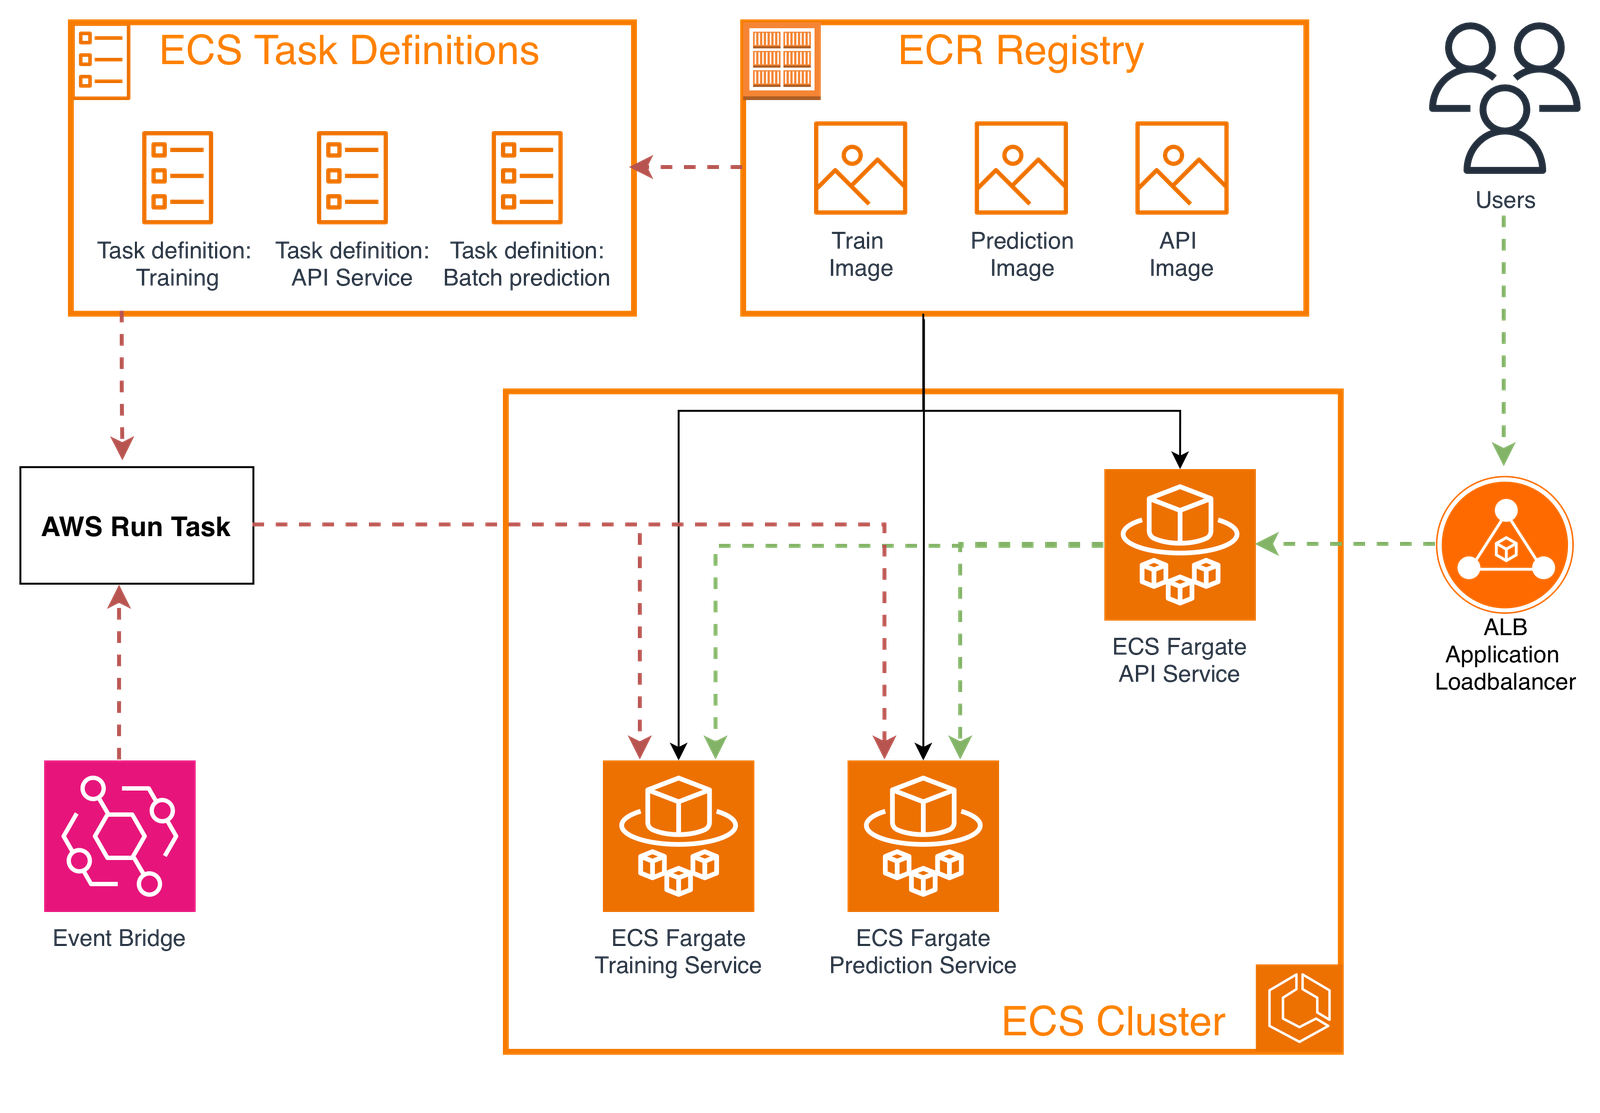 ECS Task Definitions
Task definition:
Training
Task definition:
API Service
Task definition:
Batch prediction
ECR Registry
Train
Image
Prediction
Image
API
Image
Users
AWS Run Task
ECS Fargate
API Service
ALB
Application
Loadbalancer
Event Bridge
ECS Fargate
Training Service
ECS Fargate
Prediction Service
ECS Cluster